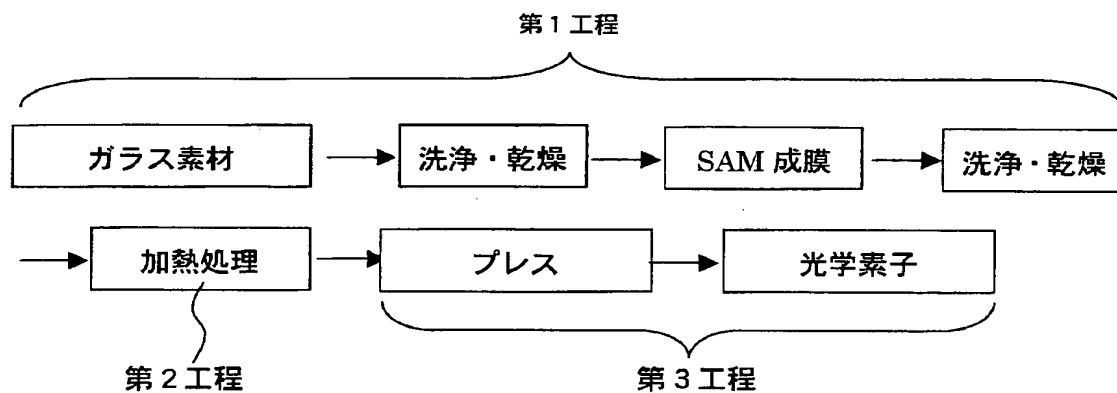 第1工程
ガラス素材
洗浄・乾燥
SAM 成膜
洗浄・乾燥
加熱処理
プレス
光学素子
第2工程
第3工程